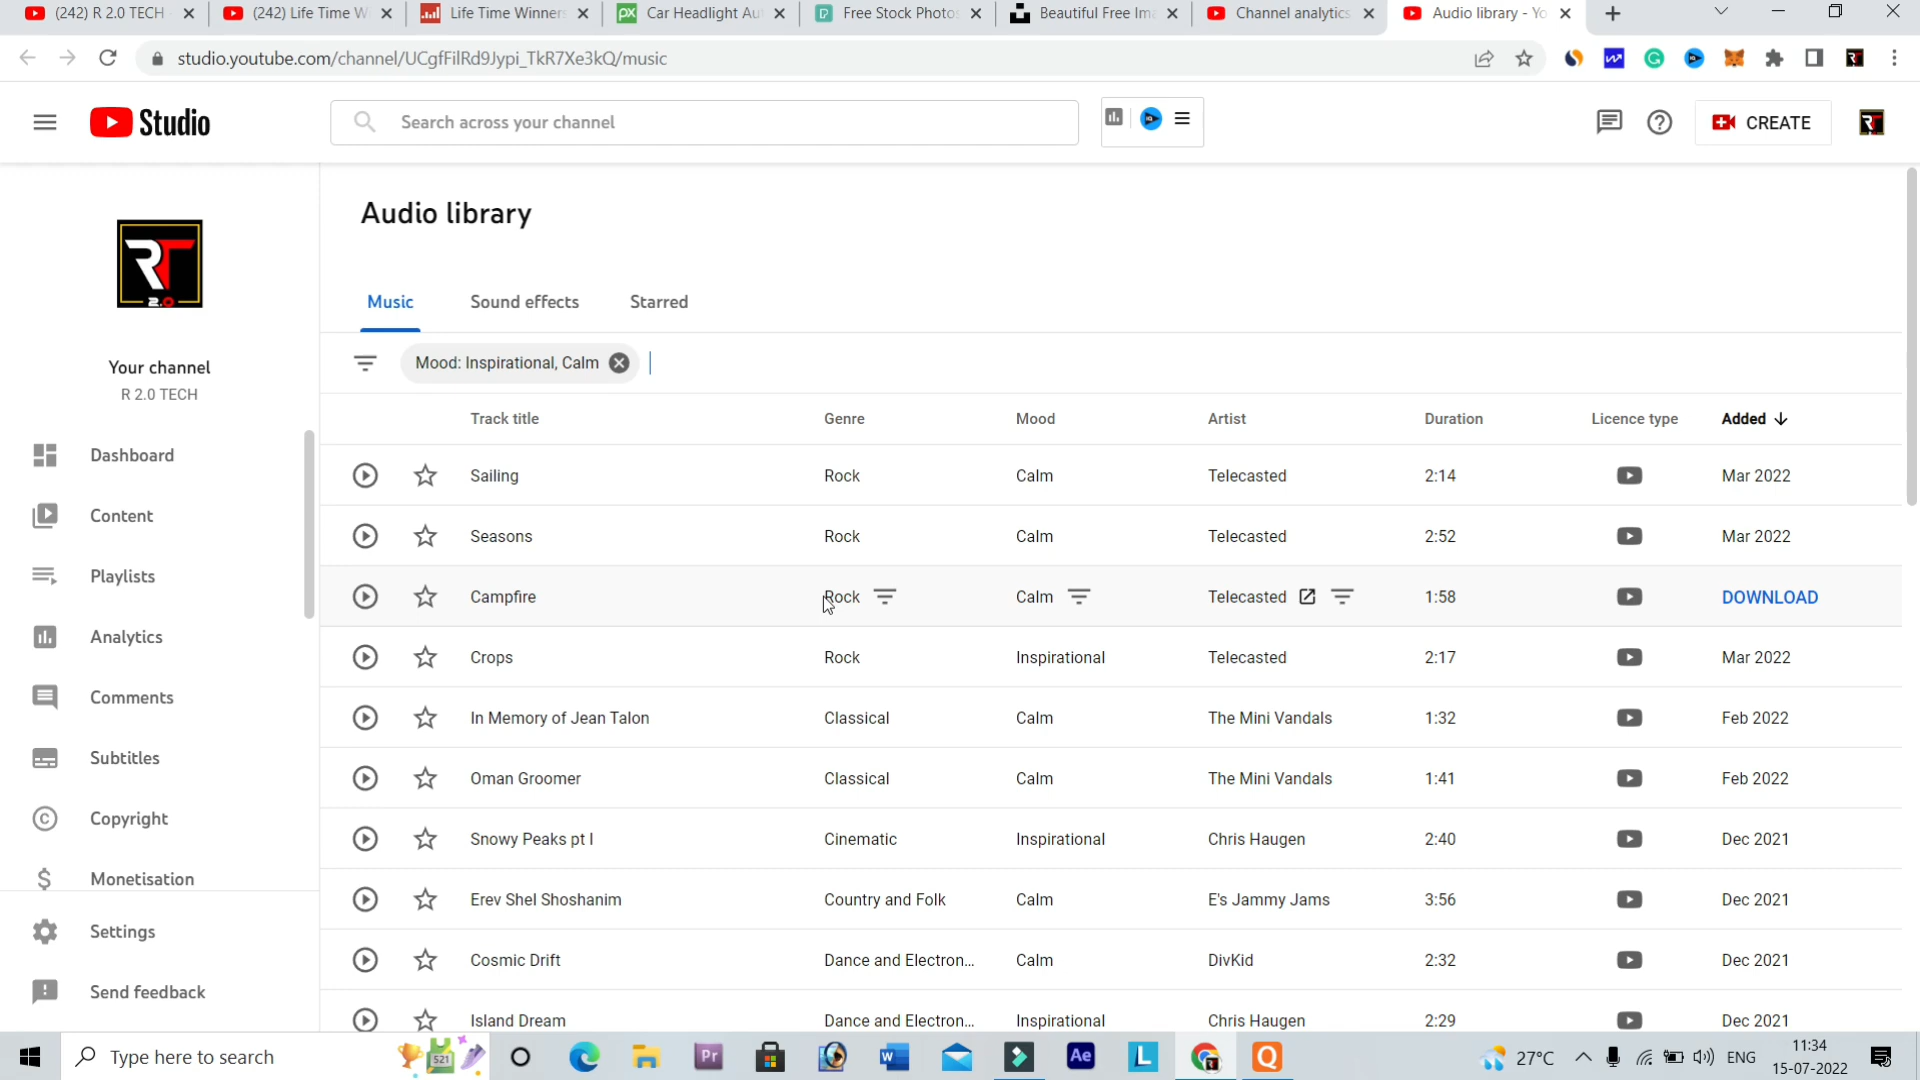 (242) R 2.0 TECH
(242) Life Time W
Life Time Winner
Car Headlight Au
Free Stock Photos
Beautiful Free Ima
Channel analytics
Audio library - Yo
studio.youtube.com/channel/UCgfFilRd9Jypi_TkR7Xe3kQ/music
Studio
Search across your channel
CREATE
Audio library
Music Sound effects Starred
Mood: Inspirational, Calm
Your channel
R 2.0 TECH
Dashboard
Content
Playlists
Analytics
Comments
Subtitles
Copyright
Monetisation
Settings
Send feedback
Track title Genre Mood Artist Duration Licence type Added
Sailing Rock Calm Telecasted 2:14 Mar 2022
Seasons Rock Calm Telecasted 2:52 Mar 2022
Campfire Rock Calm Telecasted 1:58 DOWNLOAD
Crops Rock Inspirational Telecasted 2:17 Mar 2022
In Memory of Jean Talon Classical Calm The Mini Vandals 1:32 Feb 2022
Oman Groomer Classical Calm The Mini Vandals 1:41 Feb 2022
Snowy Peaks pt I Cinematic Inspirational Chris Haugen 2:40 Dec 2021
Erev Shel Shoshanim Country and Folk Calm E's Jammy Jams 3:56 Dec 2021
Cosmic Drift Dance and Electron... Calm DivKid 2:32 Dec 2021
Island Dream Dance and Electron... Inspirational Chris Haugen 2:29 Dec 2021
Type here to search
27°C
ENG
11:34
15-07-2022